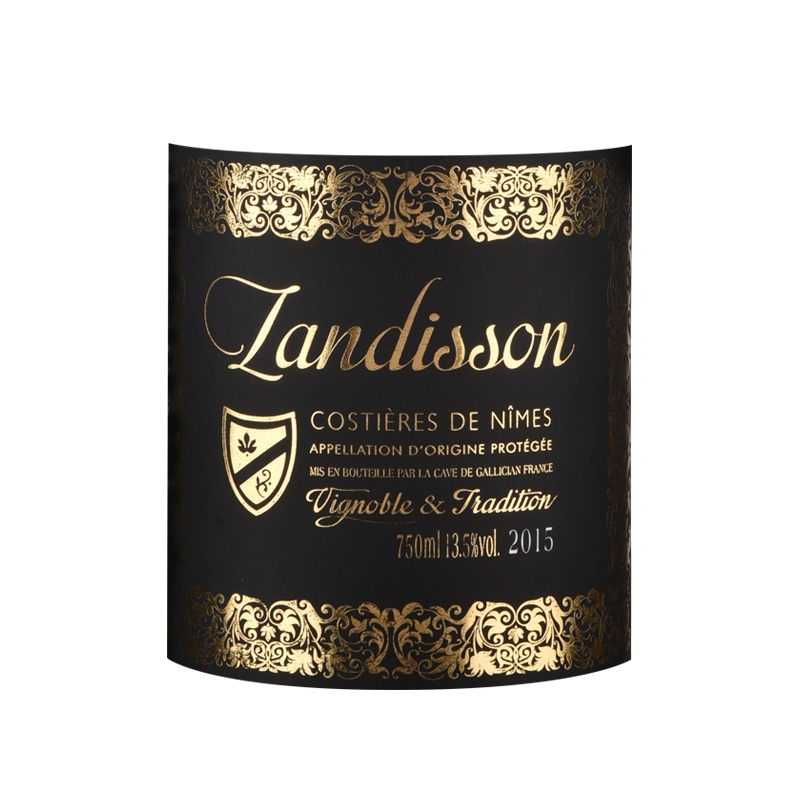 Landisson
COSTIÈRES DE NÎMES
APPELLATION D'ORIGINE PROTÉGÉE
MIS EN BOUTEILLE PAR LA CAVE DE GALLICIAN FRANCE
Vignoble & Tradition
750ml 13.5%vol. 2015